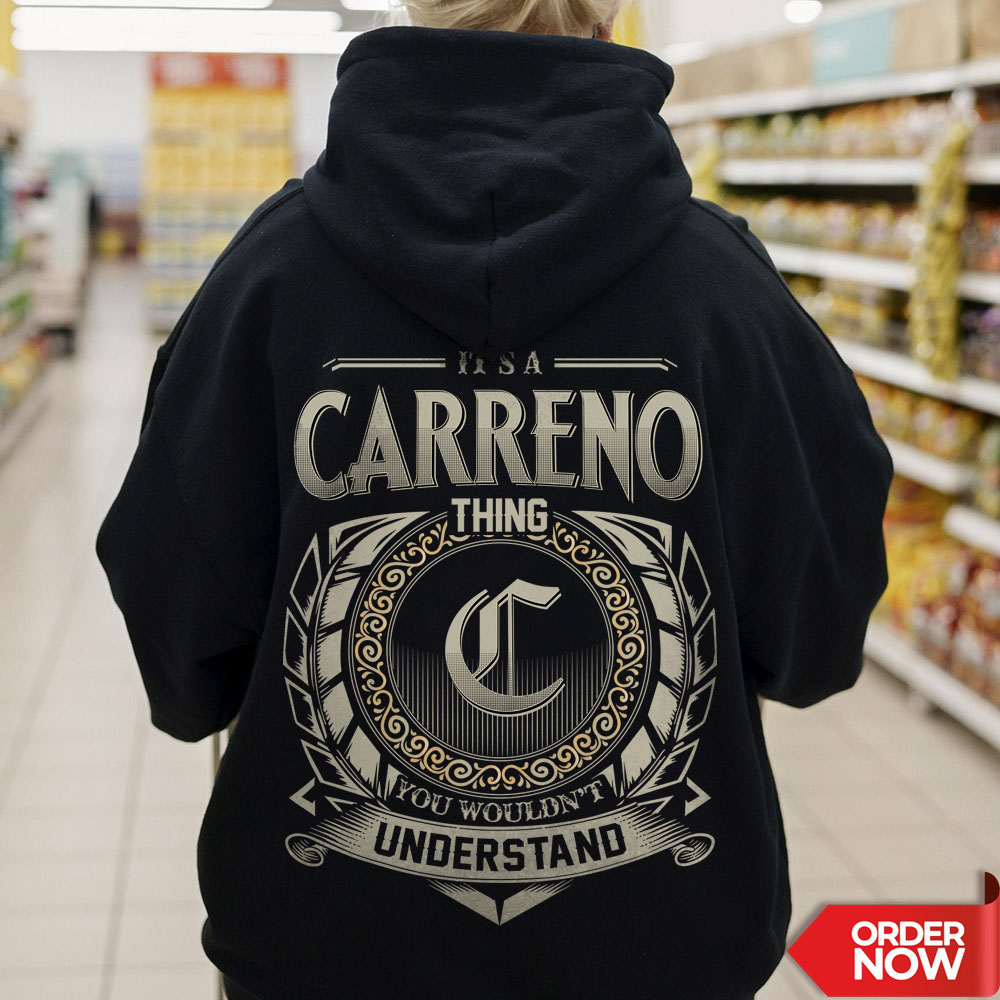 IT'S A
CARRENO
THING
C
YOU WOULDN'T
UNDERSTAND
ORDER
NOW